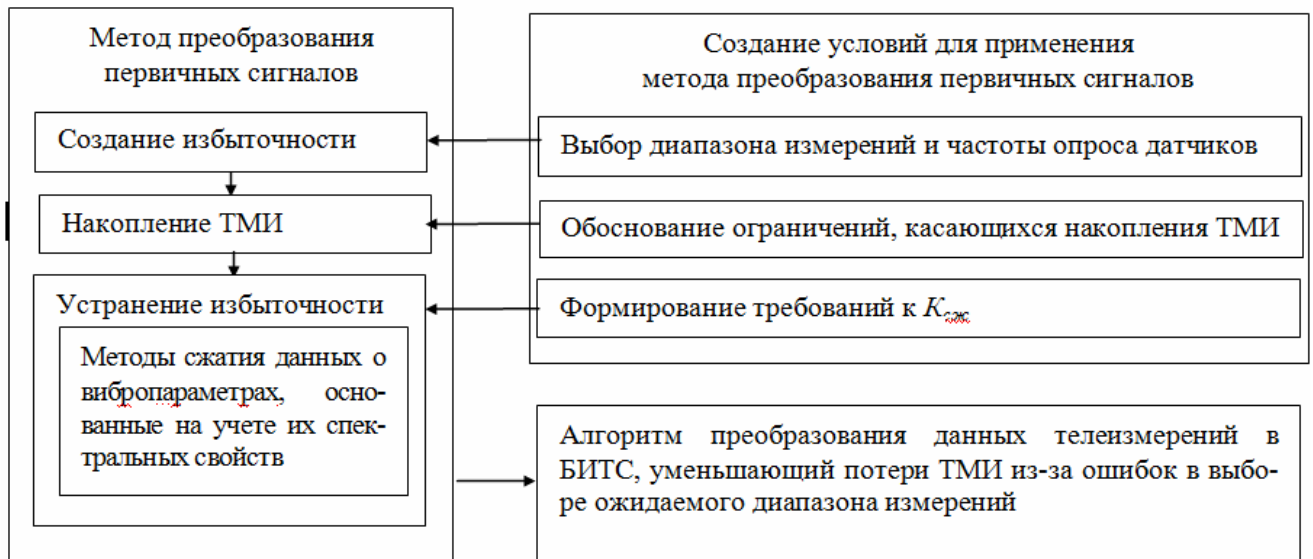 Метод преобразования
первичных сигналов
Создание избыточности
Накопление ТМИ
Устранение избыточности
Методы сжатия данных о
вибропараметрах, осно-
ванные на учете их спек-
тральных свойств
Создание условий для применения
метода преобразования первичных сигналов
Выбор диапазона измерений и частоты опроса датчиков
Обоснование ограничений, касающихся накопления ТМИ
Формирование требований к Kсж
Алгоритм преобразования данных телеизмерений в
БИТС, уменьшающий потери ТМИ из-за ошибок в выбо-
ре ожидаемого диапазона измерений